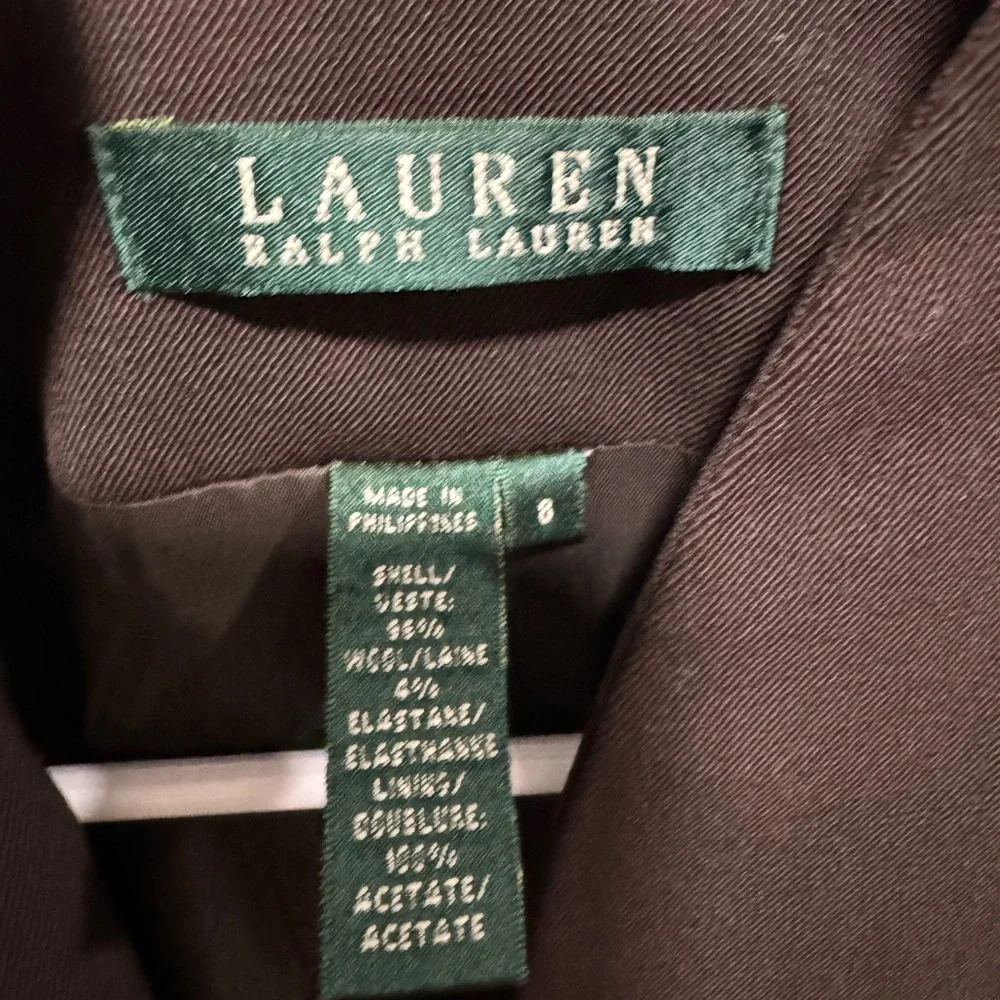 LAUREN
RALPH LAUREN
MADE IN
PHILIPPINES
8
SHELL/
VESTE:
96%
WOOL/LAINE
4%
ELASTANE/
ELASTHANNE
LINING/
DOUBLURE:
100%
ACETATE/
ACETATE